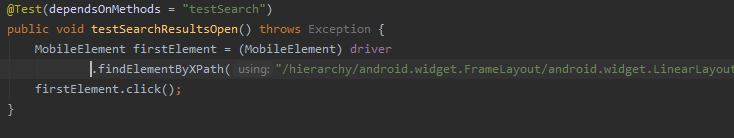 @Test(dependsOnMethods = "testSearch")
public void testSearchResultsOpen() throws Exception {
MobileElement firstElement = (MobileElement) driver
.findElementByXPath( using: "/hierarchy/android.widget.FrameLayout/android.widget.LinearLayout
firstElement.click();
}